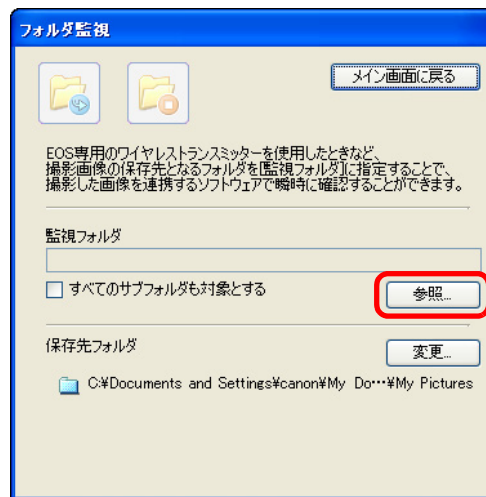 フォルダ監視
メイン画面に戻る
EOS専用のワイヤレストランスミッターを使用したときなど、
撮影画像の保存先となるフォルダを[監視フォルダ]に指定することで、
撮影した画像を連携するソフトウェアで瞬時に確認することができます。
監視フォルダ
すべてのサブフォルダも対象とする
参照...
保存先フォルダ
変更...
C:¥Documents and Settings¥canon¥My Do…¥My Pictures